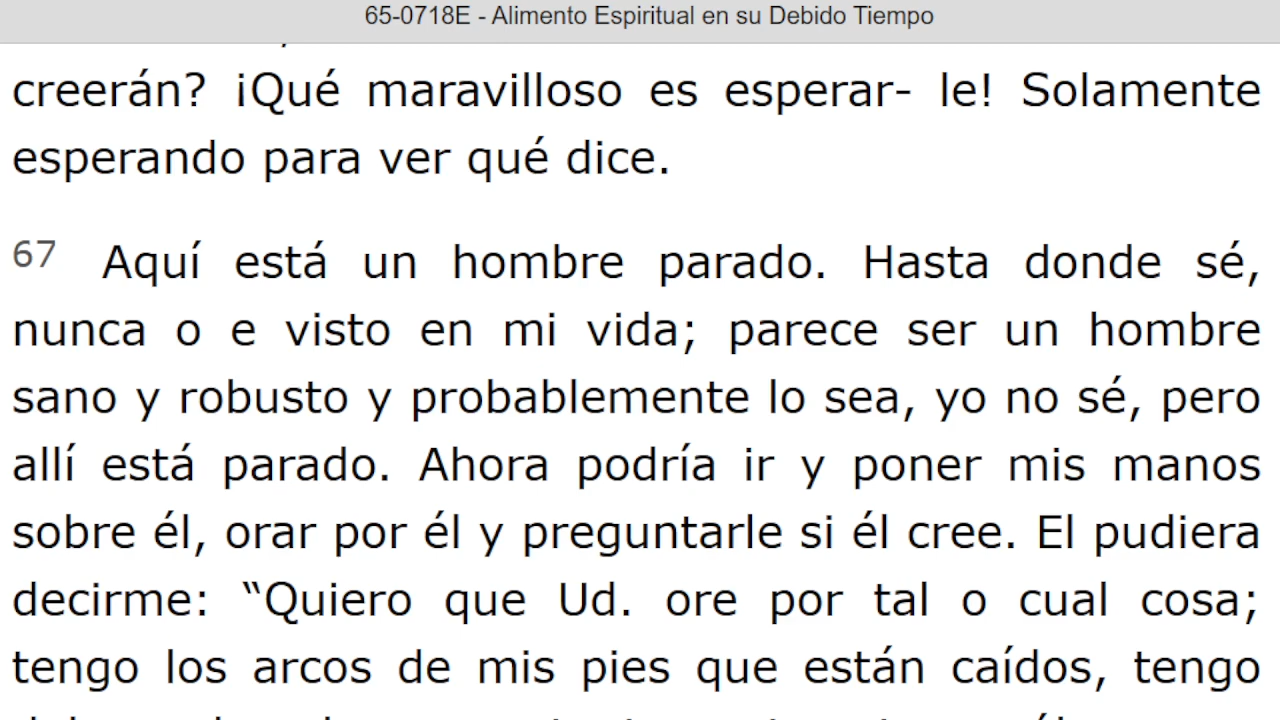 65-0718E - Alimento Espiritual en su Debido Tiempo
creerán? ¡Qué maravilloso es esperar- le! Solamente
esperando para ver qué dice.
67 Aquí está un hombre parado. Hasta donde sé,
nunca o e visto en mi vida; parece ser un hombre
sano y robusto y probablemente lo sea, yo no sé, pero
allí está parado. Ahora podría ir y poner mis manos
sobre él, orar por él y preguntarle si él cree. El pudiera
decirme: “Quiero que Ud. ore por tal o cual cosa;
tengo los arcos de mis pies que están caídos, tengo